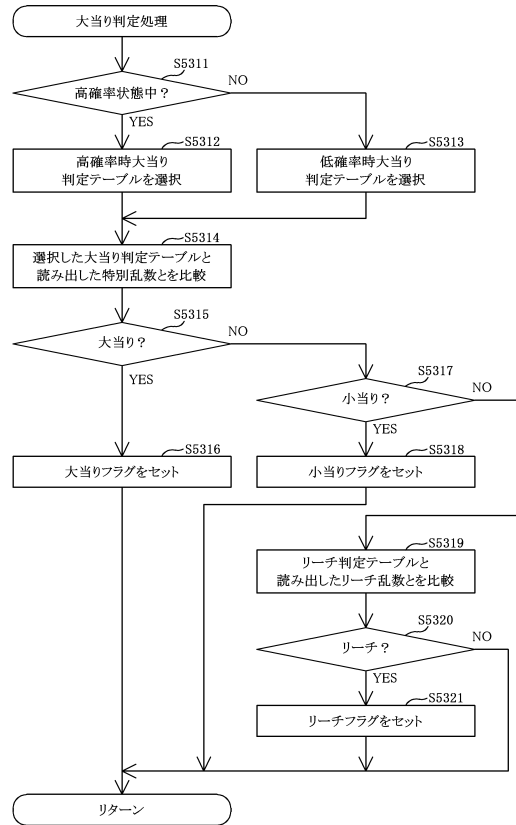 大当り判定処理
S5311
高確率状態中？
NO
YES
S5312
高確率時大当り
判定テーブルを選択
S5313
低確率時大当り
判定テーブルを選択
S5314
選択した大当り判定テーブルと
読み出した特別乱数とを比較
S5315
大当り？
NO
YES
S5317
小当り？
NO
YES
S5316
大当りフラグをセット
S5318
小当りフラグをセット
S5319
リーチ判定テーブルと
読み出したリーチ乱数とを比較
S5320
リーチ？
NO
YES
S5321
リーチフラグをセット
リターン